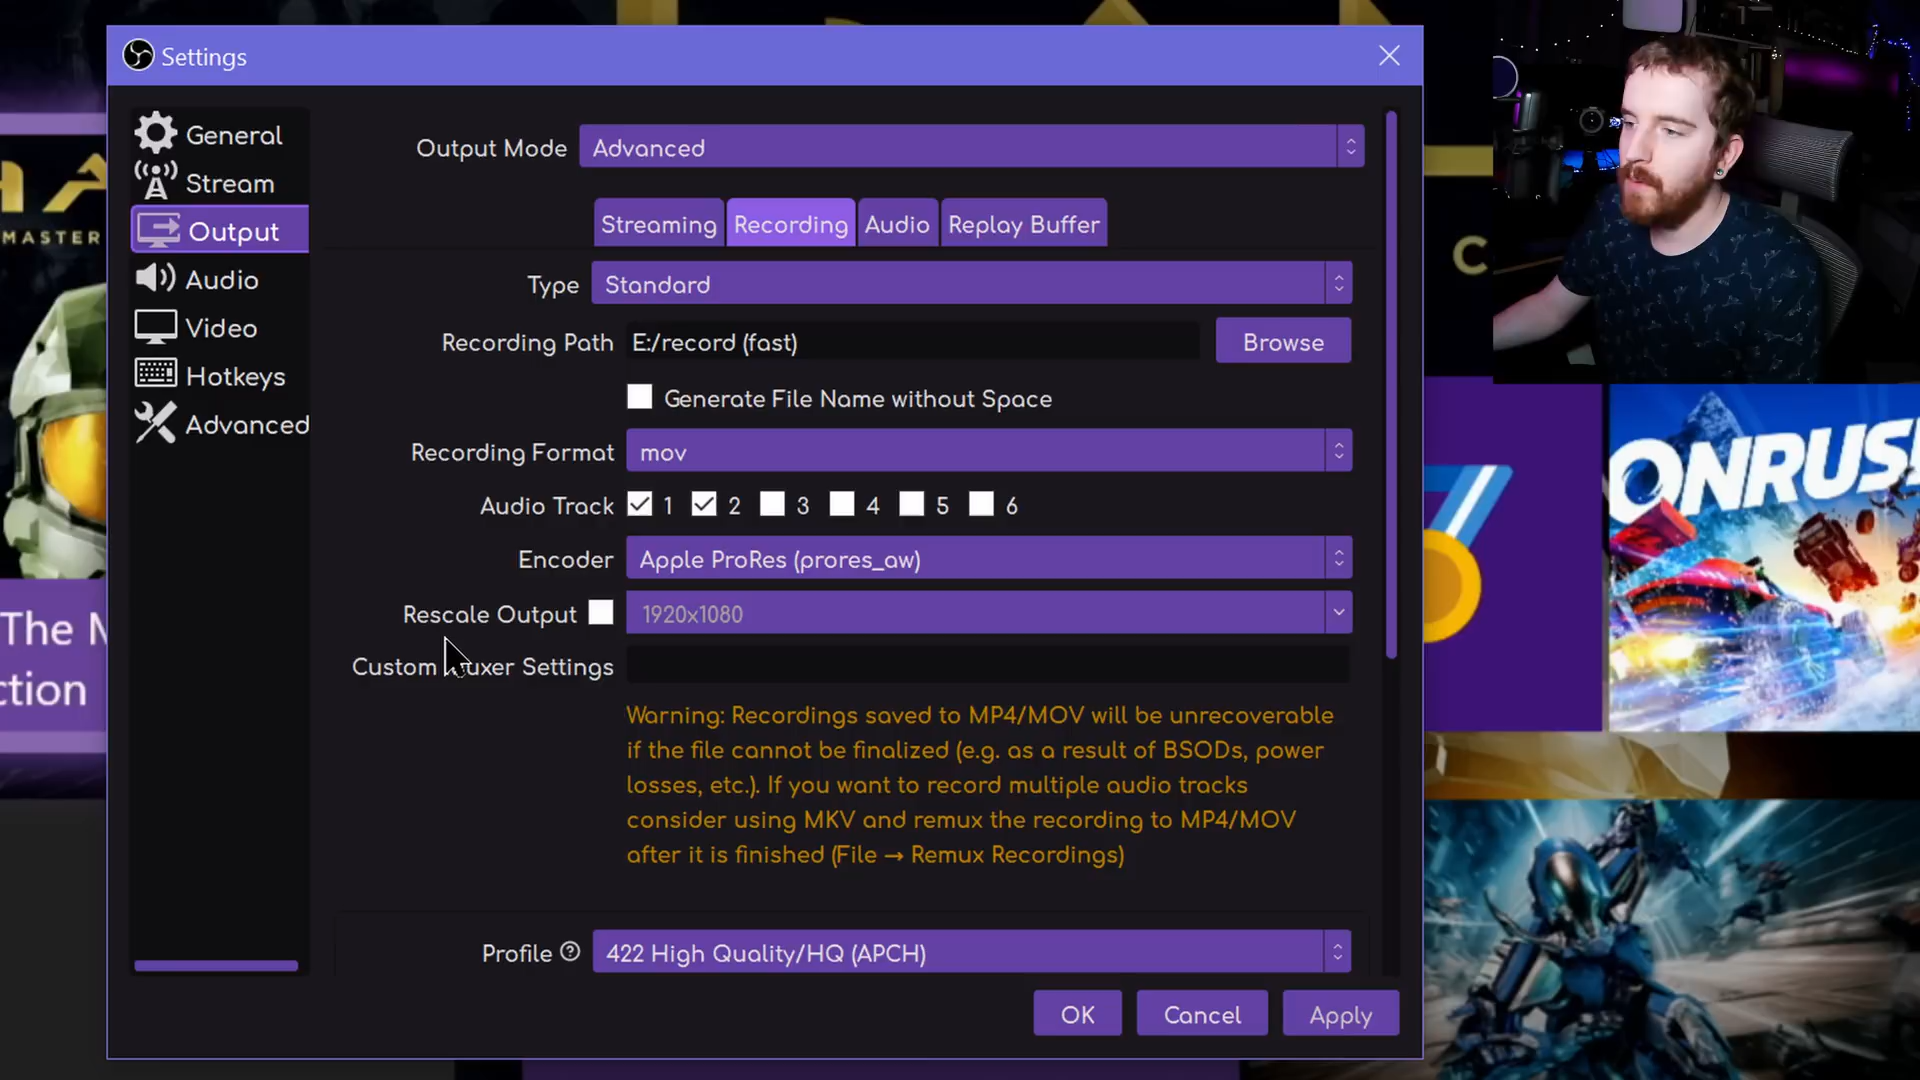 Settings
General
Stream
Output
Audio
Video
Hotkeys
Advanced
Output Mode Advanced
Streaming Recording Audio Replay Buffer
Type Standard
Recording Path E:/record (fast) Browse
Generate File Name without Space
Recording Format mov
Audio Track 1 2 3 4 5 6
Encoder Apple ProRes (prores_aw)
Rescale Output 1920x1080
Custom Muxer Settings
Warning: Recordings saved to MP4/MOV will be unrecoverable
if the file cannot be finalized (e.g. as a result of BSODs, power
losses, etc.). If you want to record multiple audio tracks
consider using MKV and remux the recording to MP4/MOV
after it is finished (File → Remux Recordings)
Profile ? 422 High Quality/HQ (APCH)
OK Cancel Apply
HA
MASTER
The M
ction
C
ONRUS